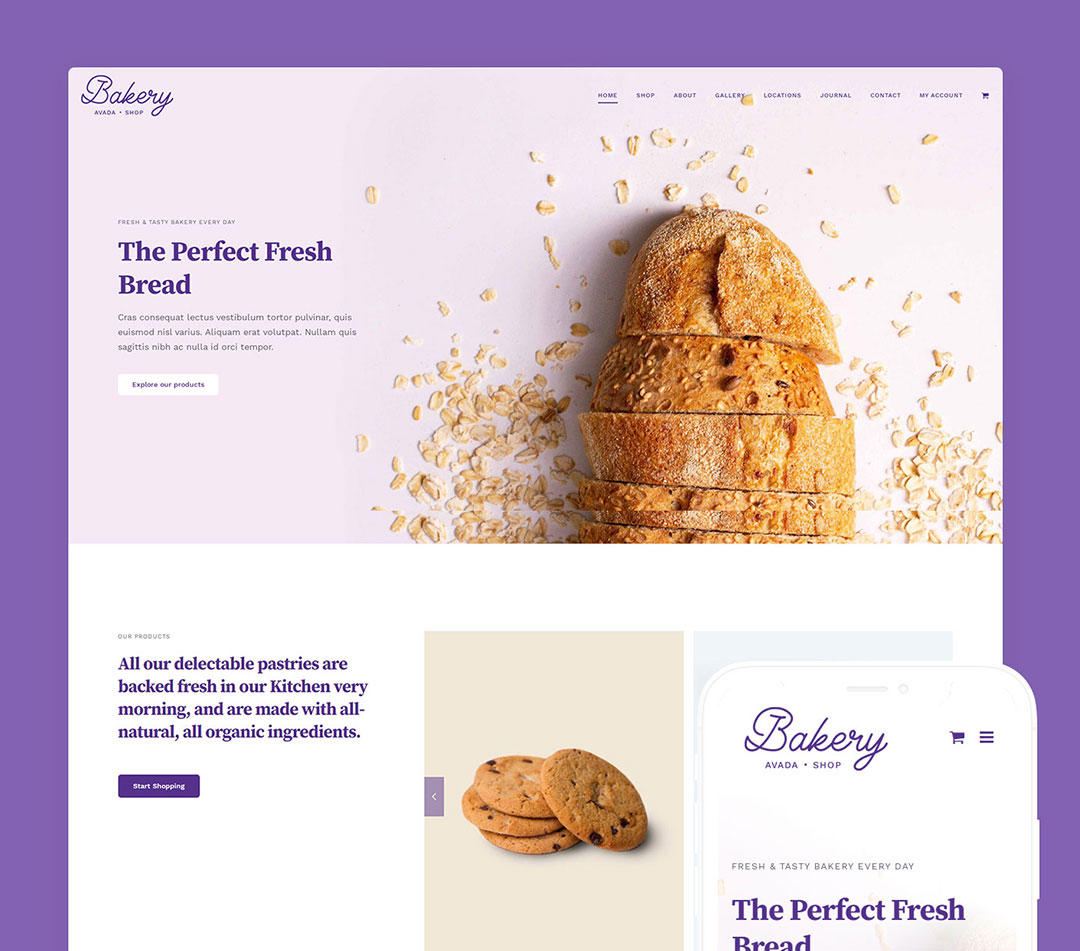 Bakery
AVADA • SHOP
HOME SHOP ABOUT GALLERY LOCATIONS JOURNAL CONTACT MY ACCOUNT
FRESH & TASTY BAKERY EVERY DAY
The Perfect Fresh
Bread
Cras consequat lectus vestibulum tortor pulvinar, quis
euismod nisl varius. Aliquam erat volutpat. Nullam quis
sagittis nibh ac nulla id orci tempor.
Explore our products
OUR PRODUCTS
All our delectable pastries are
backed fresh in our Kitchen very
morning, and are made with all-
natural, all organic ingredients.
Start Shopping
Bakery
AVADA • SHOP
FRESH & TASTY BAKERY EVERY DAY
The Perfect Fresh
Bread